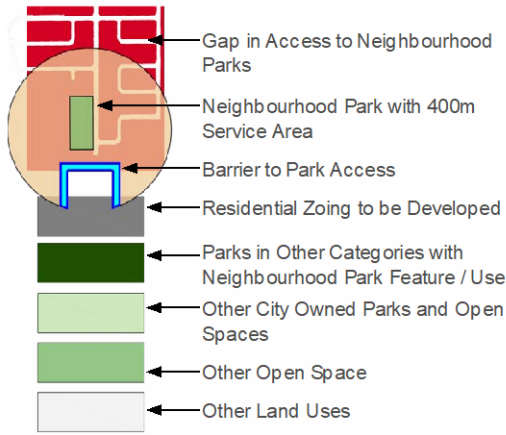 Gap in Access to Neighbourhood
Parks
Neighbourhood Park with 400m
Service Area
Barrier to Park Access
Residential Zoing to be Developed
Parks in Other Categories with
Neighbourhood Park Feature / Use
Other City Owned Parks and Open
Spaces
Other Open Space
Other Land Uses